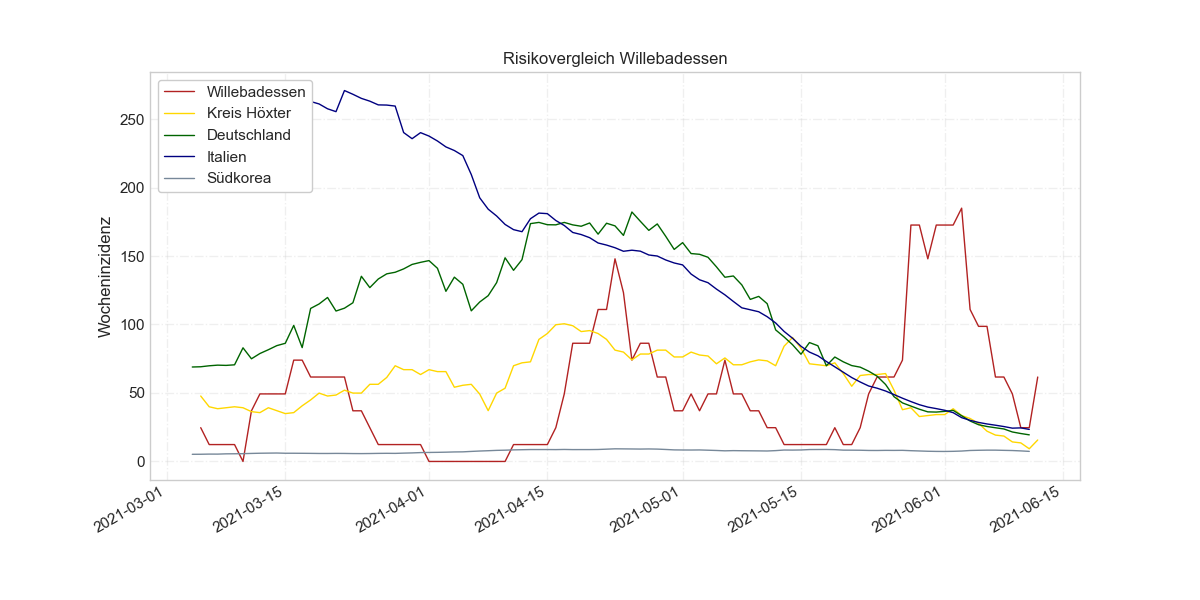 Risikovergleich Willebadessen
Willebadessen
Kreis Höxter
Deutschland
Italien
Südkorea
Wocheninzidenz
250
200
150
100
50
0
2021-03-01
2021-03-15
2021-04-01
2021-04-15
2021-05-01
2021-05-15
2021-06-01
2021-06-15